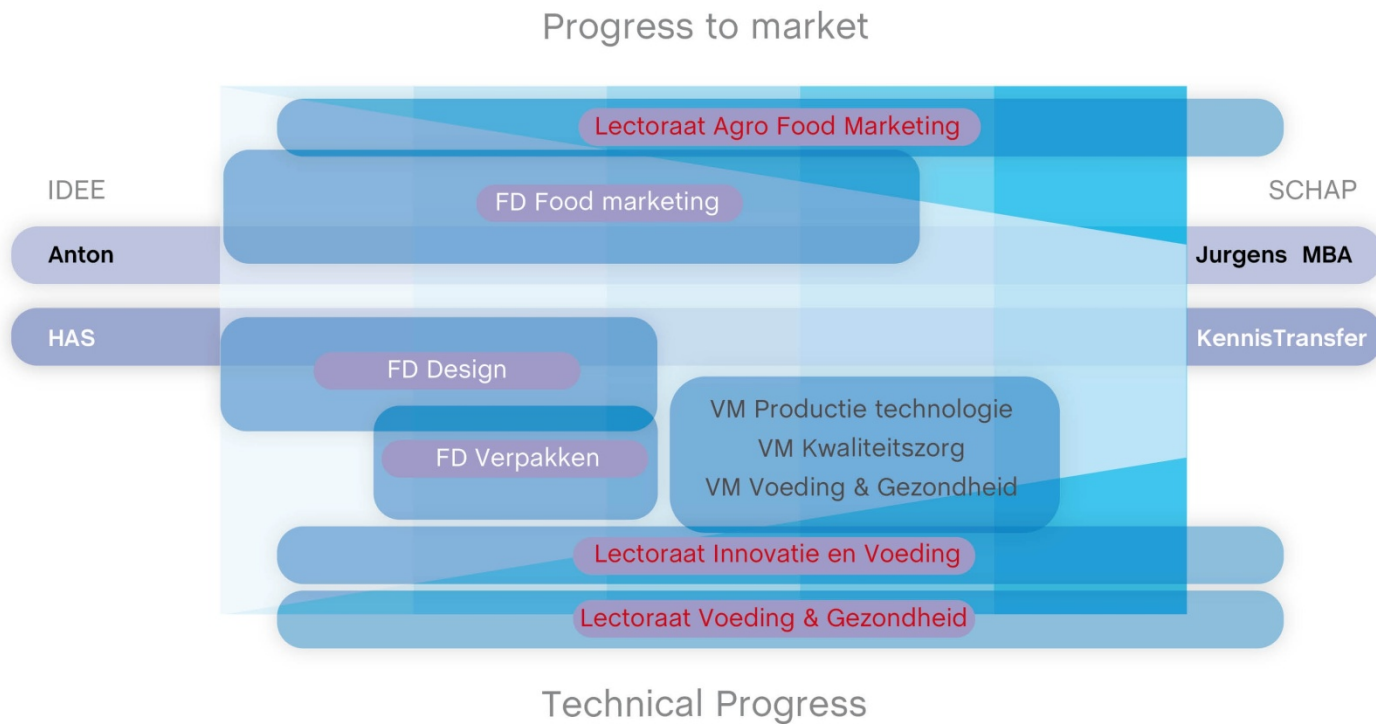 Progress to market
Lectoraat Agro Food Marketing
IDEE
FD Food marketing
SCHAP
Anton
Jurgens MBA
HAS
KennisTransfer
FD Design
VM Productie technologie
VM Kwaliteitszorg
VM Voeding & Gezondheid
FD Verpakken
Lectoraat Innovatie en Voeding
Lectoraat Voeding & Gezondheid
Technical Progress